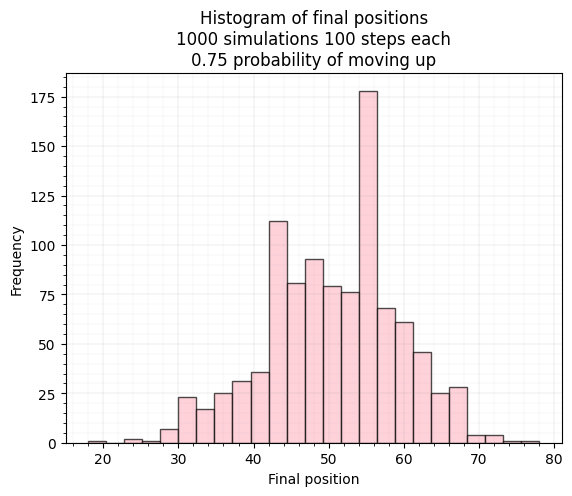 Histogram of final positions
1000 simulations 100 steps each
0.75 probability of moving up
175
150
125
100
75
50
25
0
Frequency
20 30 40 50 60 70 80
Final position